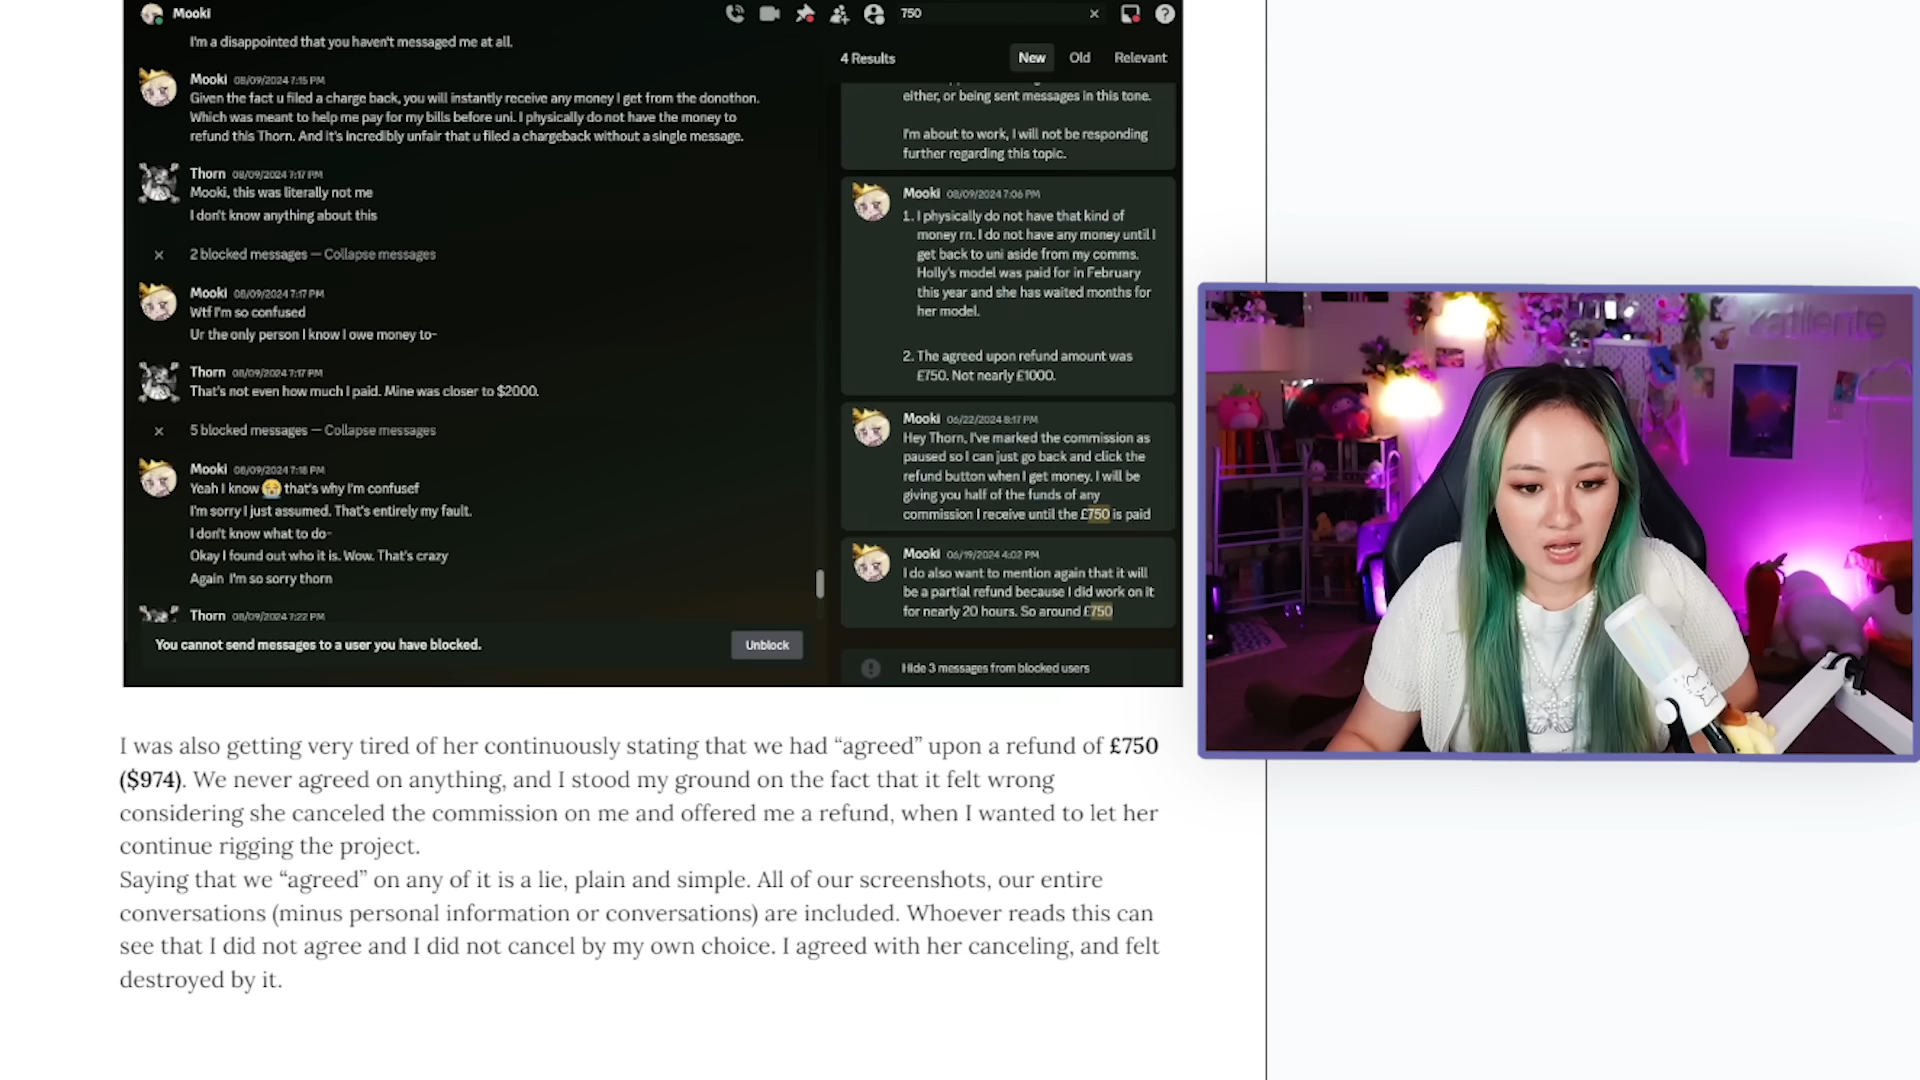 Mooki
750
I'm a disappointed that you haven't messaged me at all.
Mooki 08/09/2024 7:15 PM
Given the fact u filed a charge back, you will instantly receive any money I get from the donothon.
Which was meant to help me pay for my bills before uni. I physically do not have the money to
refund this Thorn. And it's incredibly unfair that u filed a chargeback without a single message.
Thorn 08/09/2024 7:17 PM
Mooki, this was literally not me
I don't know anything about this
2 blocked messages — Collapse messages
Mooki 08/09/2024 7:17 PM
Wtf I'm so confused
Ur the only person I know I owe money to-
Thorn 08/09/2024 7:17 PM
That's not even how much I paid. Mine was closer to $2000.
5 blocked messages — Collapse messages
Mooki 08/09/2024 7:18 PM
Yeah I know 😭 that's why I'm confusef
I'm sorry I just assumed. That's entirely my fault.
I don't know what to do-
Okay I found out who it is. Wow. That's crazy
Again I'm so sorry thorn
Thorn 08/09/2024 7:22 PM
You cannot send messages to a user you have blocked.
Unblock
4 Results
New Old Relevant
either, or being sent messages in this tone.
I'm about to work, I will not be responding
further regarding this topic.
Mooki 08/09/2024 7:06 PM
1. I physically do not have that kind of
money rn. I do not have any money until I
get back to uni aside from my comms.
Holly's model was paid for in February
this year and she has waited months for
her model.
2. The agreed upon refund amount was
£750. Not nearly £1000.
Mooki 06/22/2024 8:17 PM
Hey Thorn. I've marked the commission as
paused so I can just go back and click the
refund button when I get money. I will be
giving you half of the funds of any
commission I receive until the £750 is paid
Mooki 06/19/2024 4:02 PM
I do also want to mention again that it will
be a partial refund because I did work on it
for nearly 20 hours. So around £750
Hide 3 messages from blocked users
I was also getting very tired of her continuously stating that we had “agreed” upon a refund of £750
($974). We never agreed on anything, and I stood my ground on the fact that it felt wrong
considering she canceled the commission on me and offered me a refund, when I wanted to let her
continue rigging the project.
Saying that we “agreed” on any of it is a lie, plain and simple. All of our screenshots, our entire
conversations (minus personal information or conversations) are included. Whoever reads this can
see that I did not agree and I did not cancel by my own choice. I agreed with her canceling, and felt
destroyed by it.